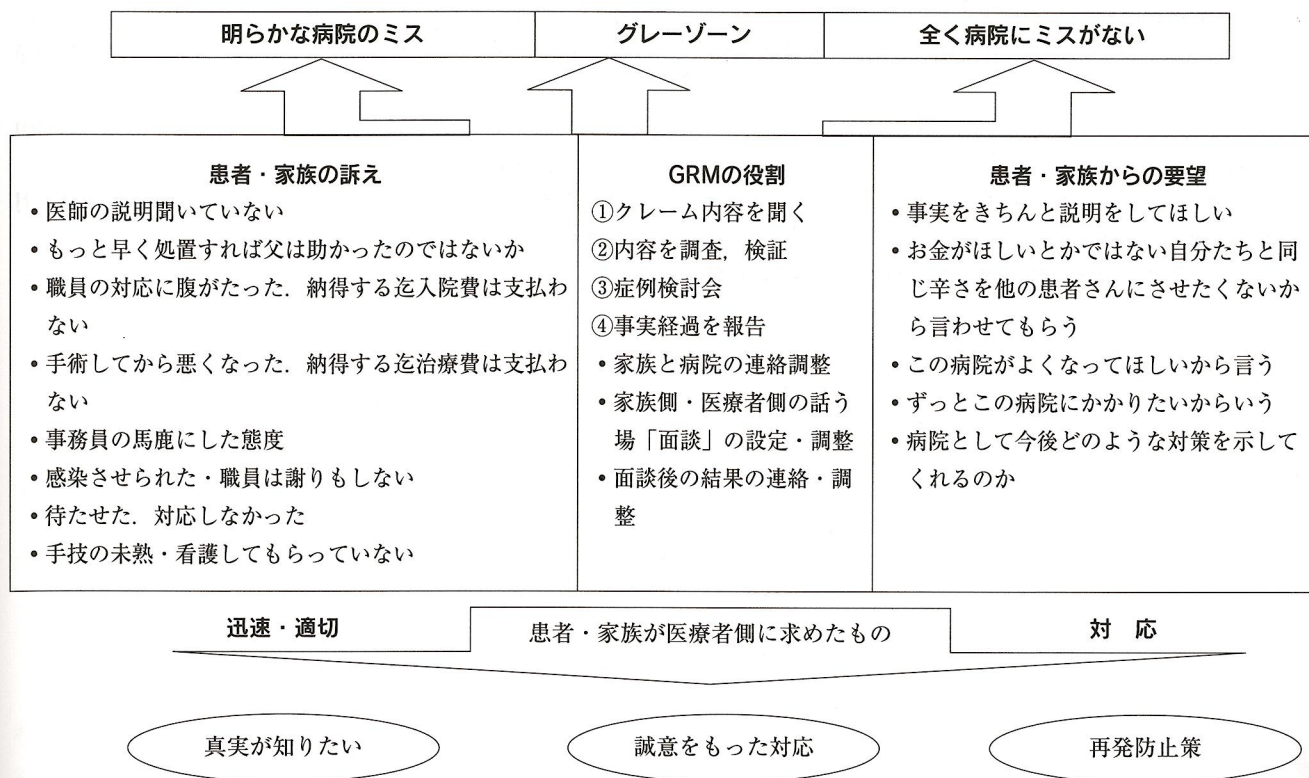 明らかな病院のミス
グレーゾーン
全く病院にミスがない
患者・家族の訴え
• 医師の説明聞いていない
• もっと早く処置すれば父は助かったのではないか
• 職員の対応に腹がたった．納得する迄入院費は支払わ
ない
• 手術してから悪くなった．納得する迄治療費は支払わ
ない
• 事務員の馬鹿にした態度
• 感染させられた・職員は謝りもしない
• 待たせた．対応しなかった
• 手技の未熟・看護してもらっていない
GRMの役割
①クレーム内容を聞く
②内容を調査，検証
③症例検討会
④事実経過を報告
• 家族と病院の連絡調整
• 家族側・医療者側の話う
場「面談」の設定・調整
• 面談後の結果の連絡・調
整
患者・家族からの要望
• 事実をきちんと説明をしてほしい
• お金がほしいとかではない自分たちと同
じ辛さを他の患者さんにさせたくないか
ら言わせてもらう
• この病院がよくなってほしいから言う
• ずっとこの病院にかかりたいからいう
• 病院として今後どのような対策を示して
くれるのか
迅速・適切
患者・家族が医療者側に求めたもの
対　応
真実が知りたい
誠意をもった対応
再発防止策